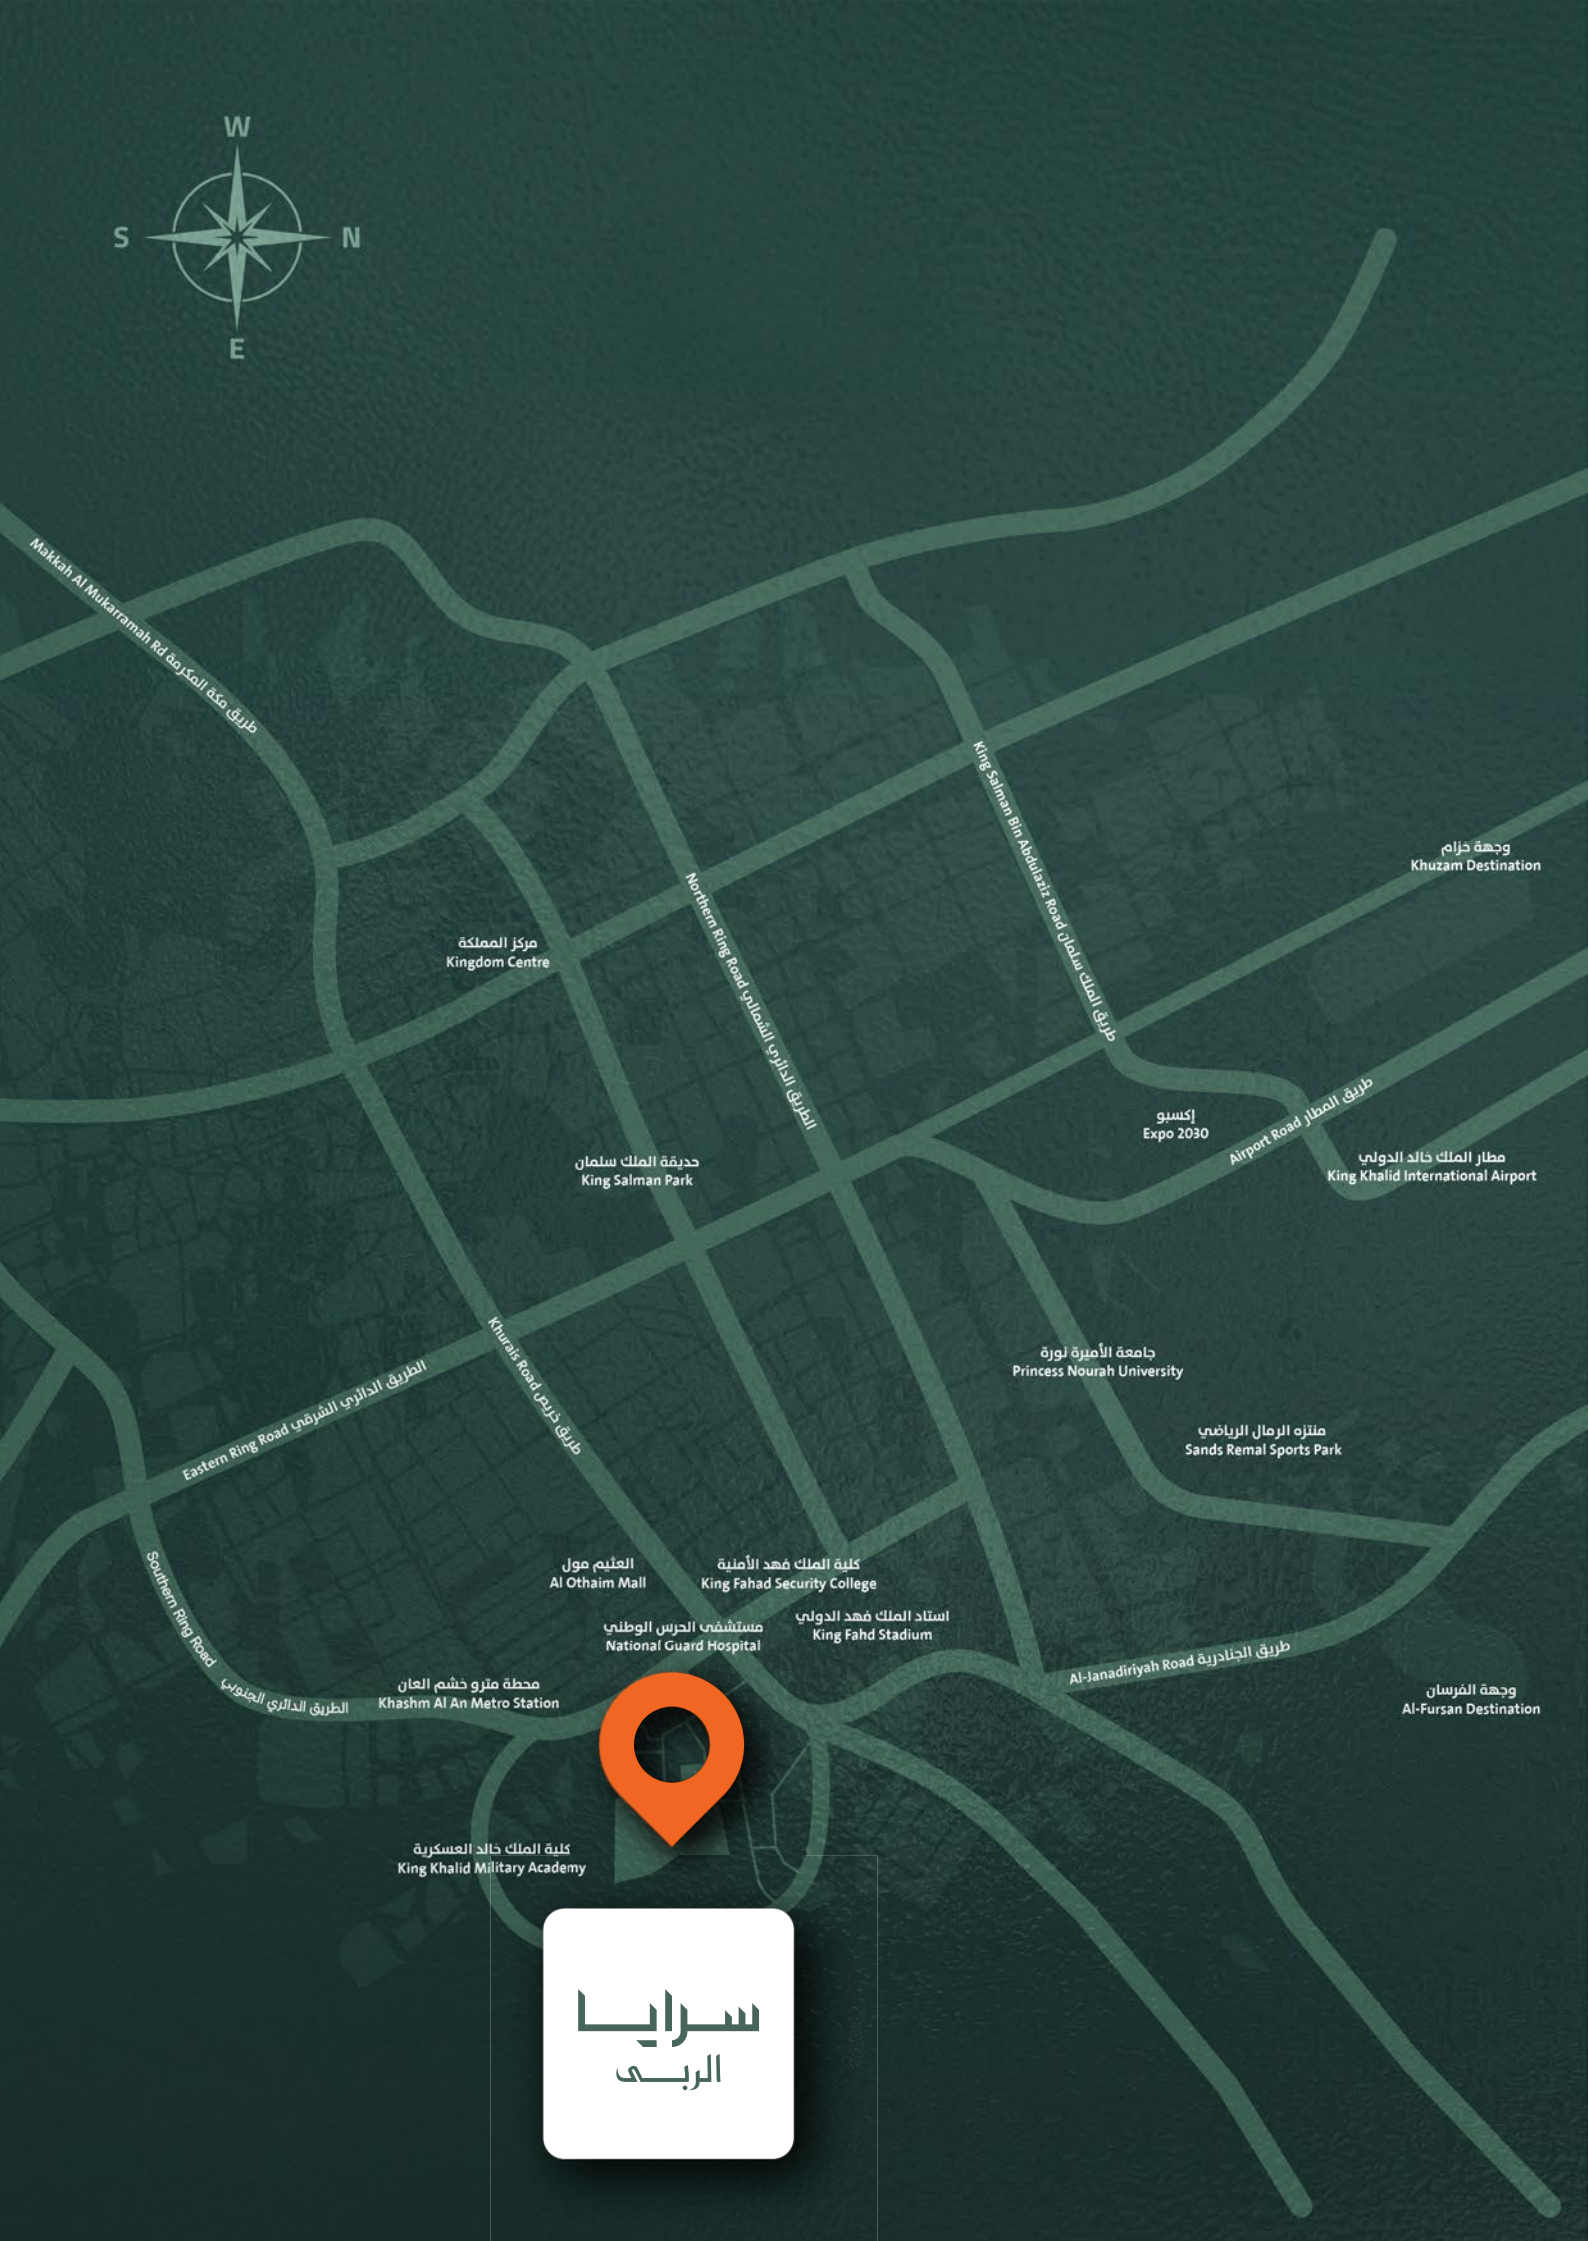 W
S
N
E
Makkah Al Mukarramah Rd طريق مكة المكرمة
King Salman Bin Abdulaziz Road طريق الملك سلمان
وجهة خزام
Khuzam Destination
Northern Ring Road الطريق الدائري الشمالي
مركز المملكة
Kingdom Centre
إكسبو
Expo 2030
Airport Road طريق المطار
مطار الملك خالد الدولي
King Khalid International Airport
حديقة الملك سلمان
King Salman Park
Khurais Road طريق خريص
Eastern Ring Road الطريق الدائري الشرقي
جامعة الأميرة نورة
Princess Nourah University
منتزه الرمال الرياضي
Sands Remal Sports Park
Southern Ring Road الطريق الدائري الجنوبي
العثيم مول
Al Othaim Mall
كلية الملك فهد الأمنية
King Fahad Security College
مستشفى الحرس الوطني
National Guard Hospital
استاد الملك فهد الدولي
King Fahd Stadium
Al-Janadiriyah Road طريق الجنادرية
محطة مترو خشم العان
Khashm Al An Metro Station
وجهة الفرسان
Al-Fursan Destination
كلية الملك خالد العسكرية
King Khalid Military Academy
سرايا
الربى